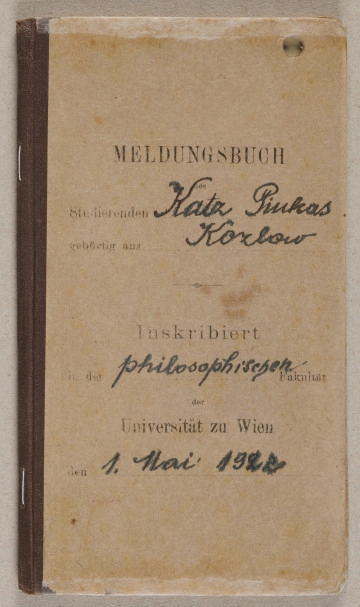 MELDUNGSBUCH
des
Studierenden Katz Pinkas
gebürtig aus Kozlow
Inskribiert
in der philosophischen Fakultät
der
Universität zu Wien
den 1. Mai 1922